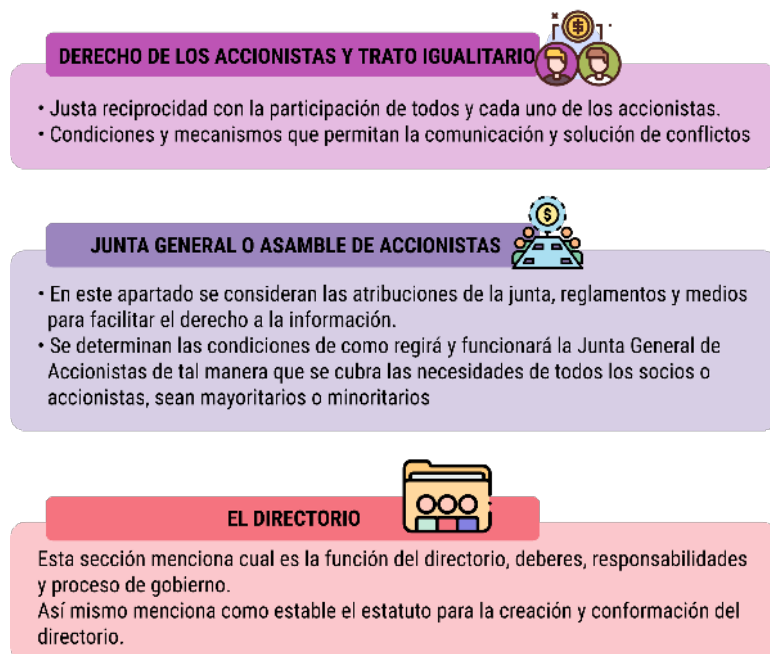 DERECHO DE LOS ACCIONISTAS Y TRATO IGUALITARIO
• Justa reciprocidad con la participación de todos y cada uno de los accionistas.
• Condiciones y mecanismos que permitan la comunicación y solución de conflictos
JUNTA GENERAL O ASAMBLE DE ACCIONISTAS
• En este apartado se consideran las atribuciones de la junta, reglamentos y medios
para facilitar el derecho a la información.
• Se determinan las condiciones de como regirá y funcionará la Junta General de
Accionistas de tal manera que se cubra las necesidades de todos los socios o
accionistas, sean mayoritarios o minoritarios
EL DIRECTORIO
Esta sección menciona cual es la función del directorio, deberes, responsabilidades
y proceso de gobierno.
Así mismo menciona como estable el estatuto para la creación y conformación del
directorio.